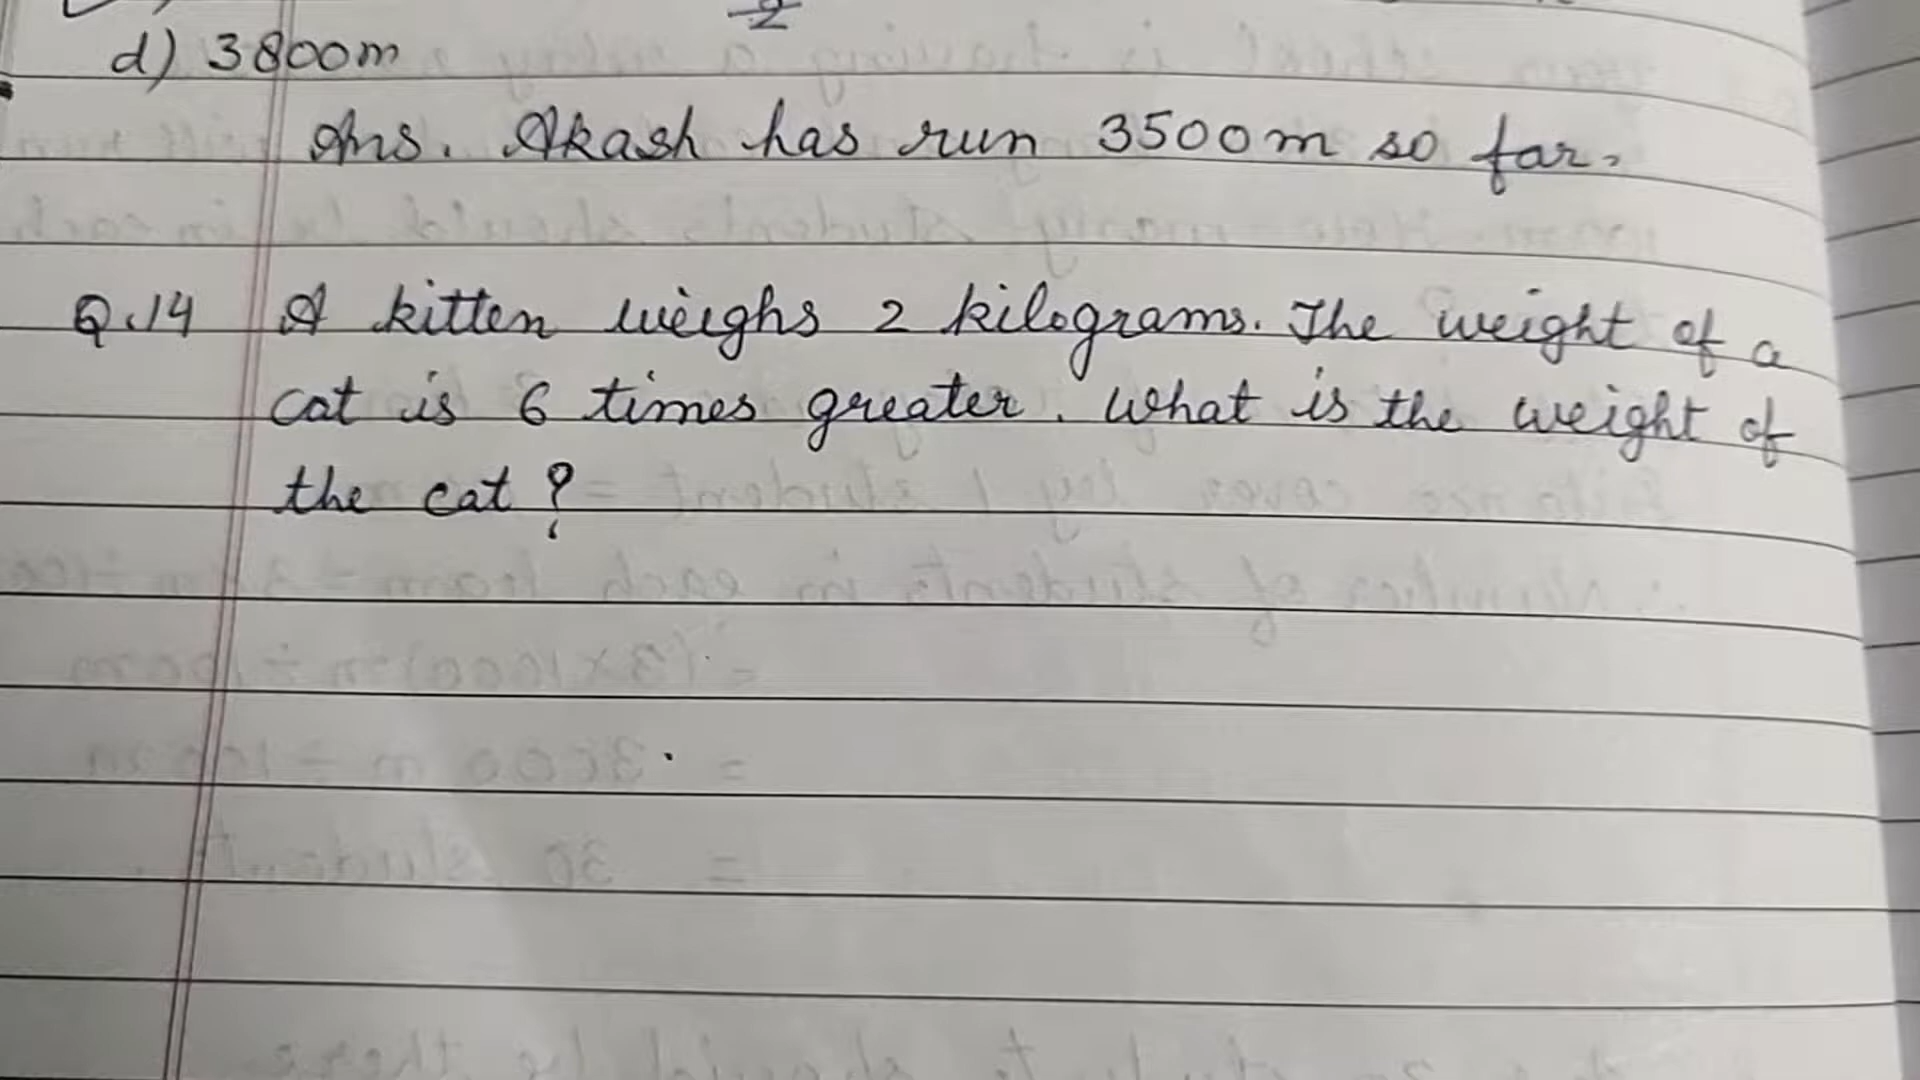 d) 3800m
Ans. Akash has run 3500m so far.
Q.14 A kitten weighs 2 kilograms. The weight of a
cat is 6 times greater. What is the weight of
the cat?